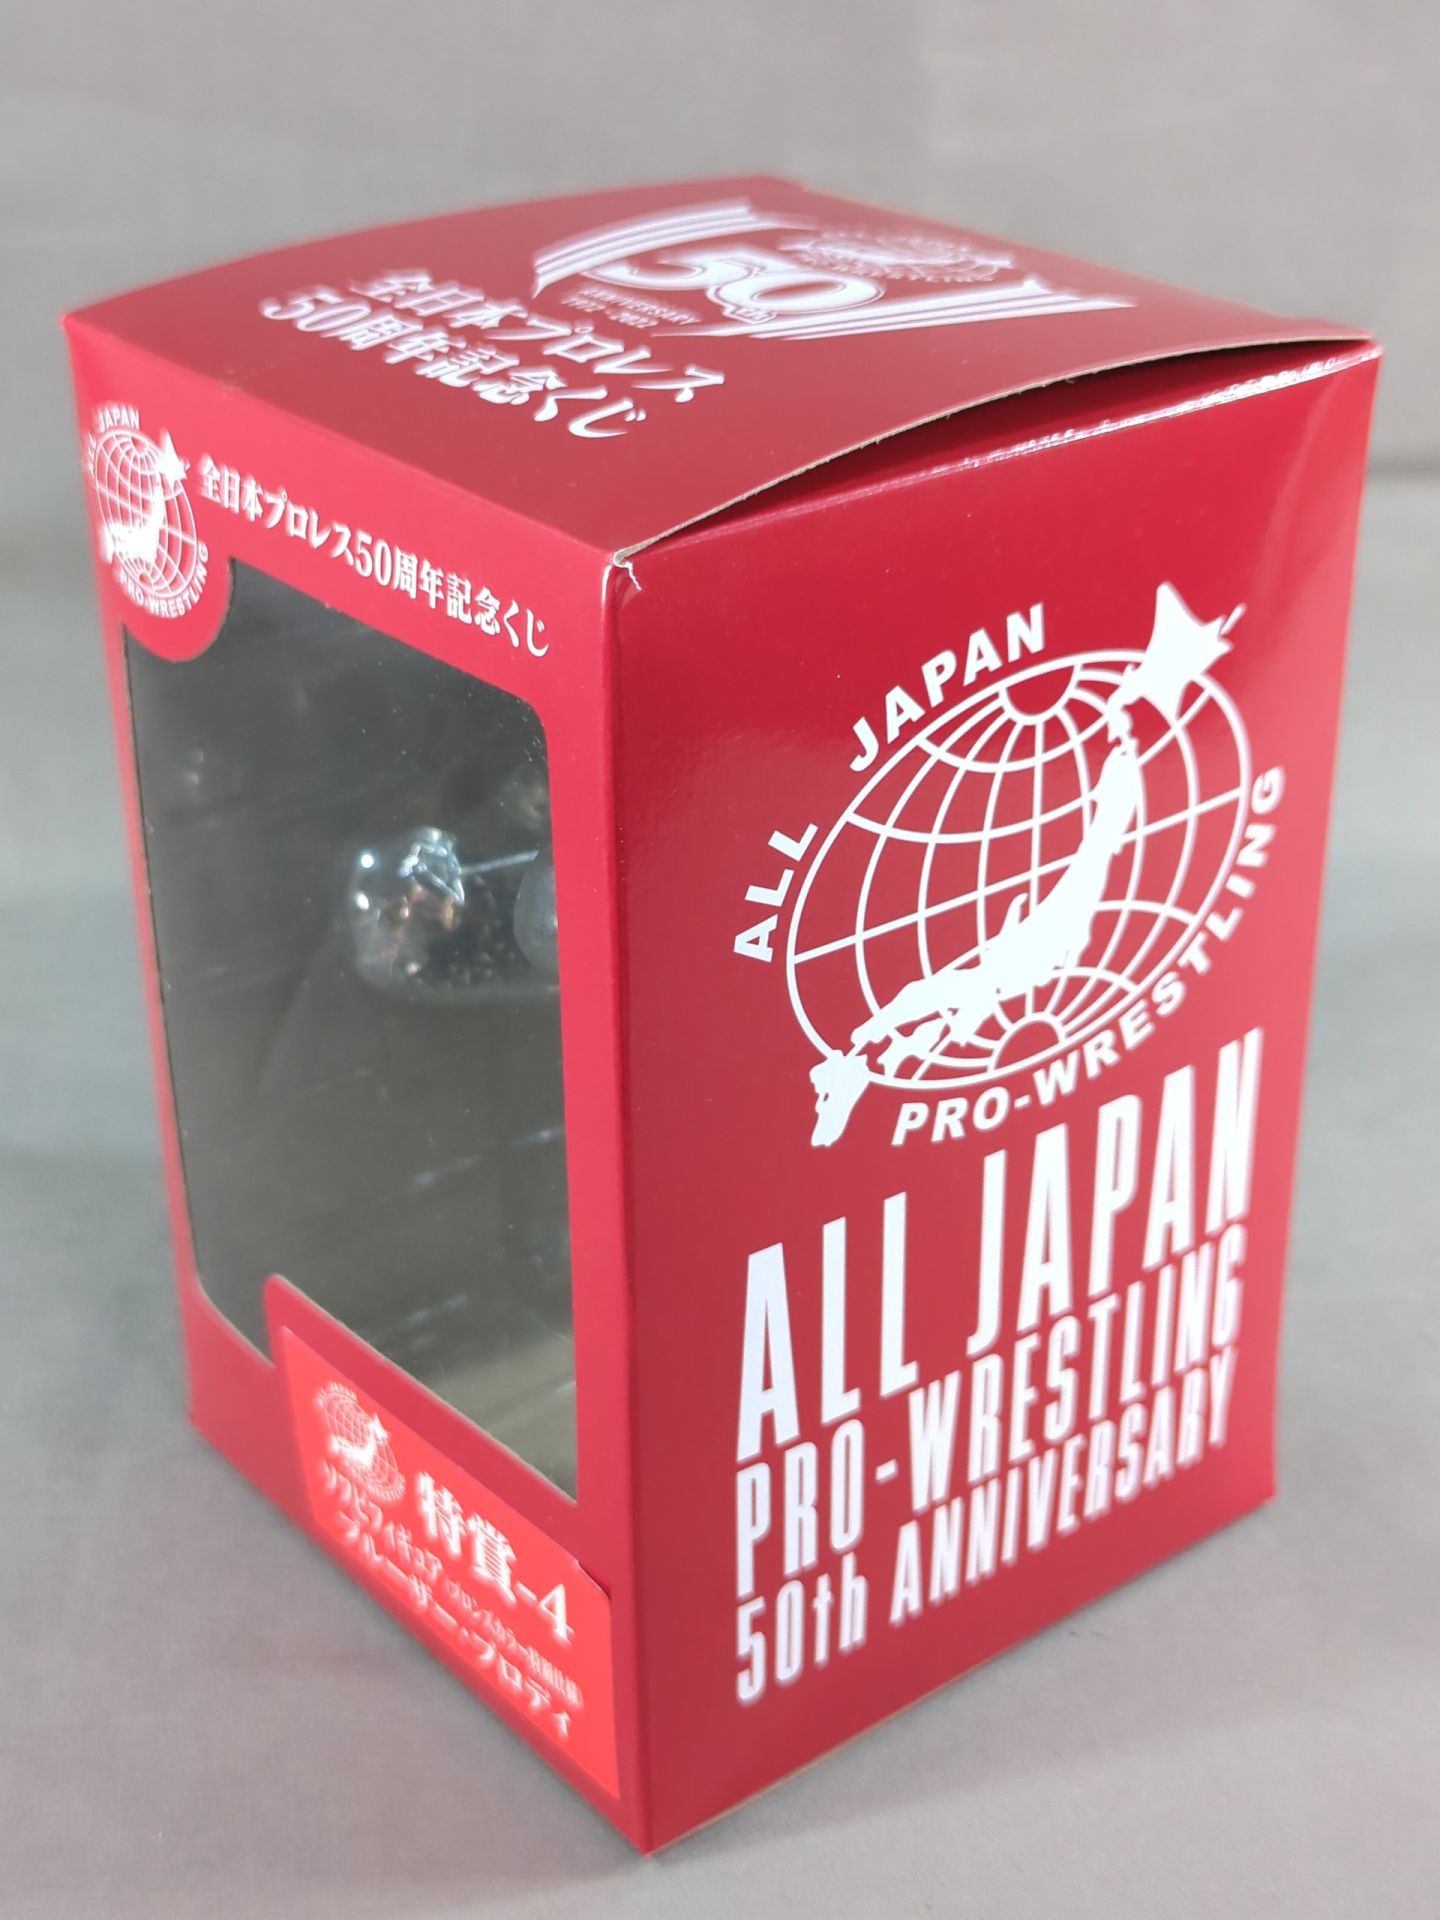 50th
ANNIVERSARY
1972-2022
全日本プロレス
50周年記念くじ
ALL JAPAN
PRO-WRESTLING
全日本プロレス50周年記念くじ
ALL JAPAN
PRO-WRESTLING
ALL JAPAN
PRO-WRESTLING
50th ANNIVERSARY
特賞-4
ソフビフィギュア
ブルーザー・ブロディ